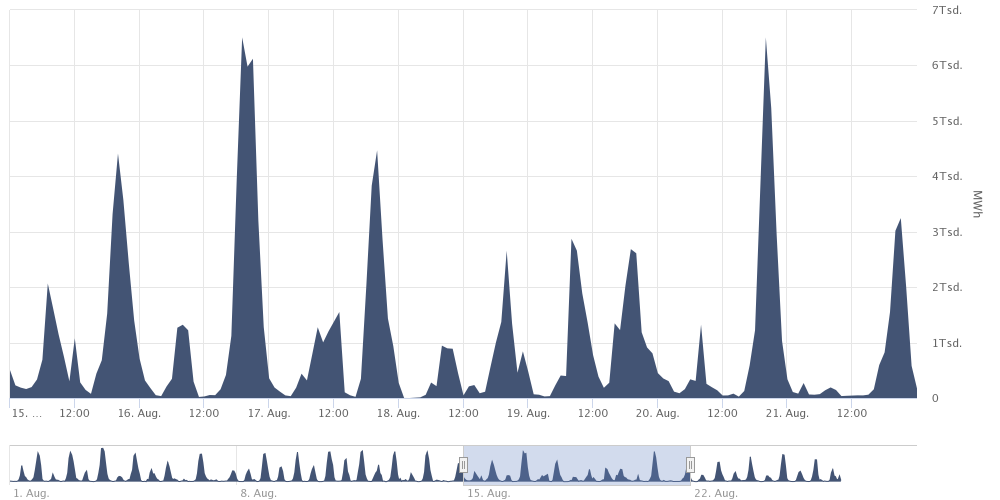 7Tsd.
6Tsd.
5Tsd.
4Tsd.
3Tsd.
2Tsd.
1Tsd.
0
MWh
15. ...
12:00
16. Aug.
12:00
17. Aug.
12:00
18. Aug.
12:00
19. Aug.
12:00
20. Aug.
12:00
21. Aug.
12:00
1. Aug.
8. Aug.
15. Aug.
22. Aug.